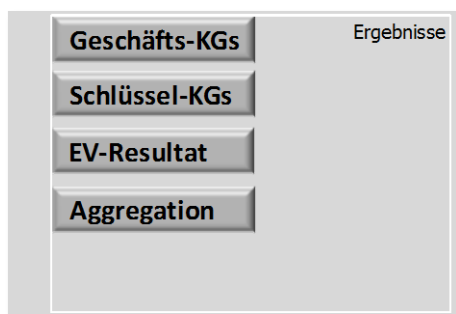 Ergebnisse
Geschäfts-KGs
Schlüssel-KGs
EV-Resultat
Aggregation